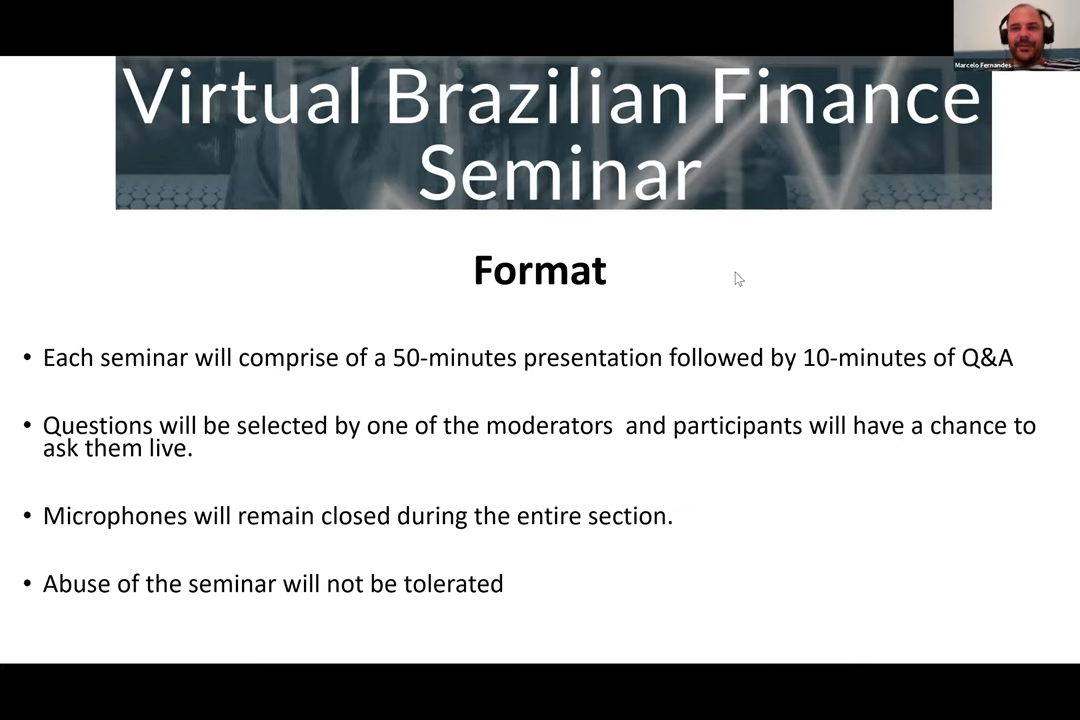 Marcelo Fernandes
Virtual Brazilian Finance
Seminar
Format
• Each seminar will comprise of a 50-minutes presentation followed by 10-minutes of Q&A
• Questions will be selected by one of the moderators  and participants will have a chance to
ask them live.
• Microphones will remain closed during the entire section.
• Abuse of the seminar will not be tolerated